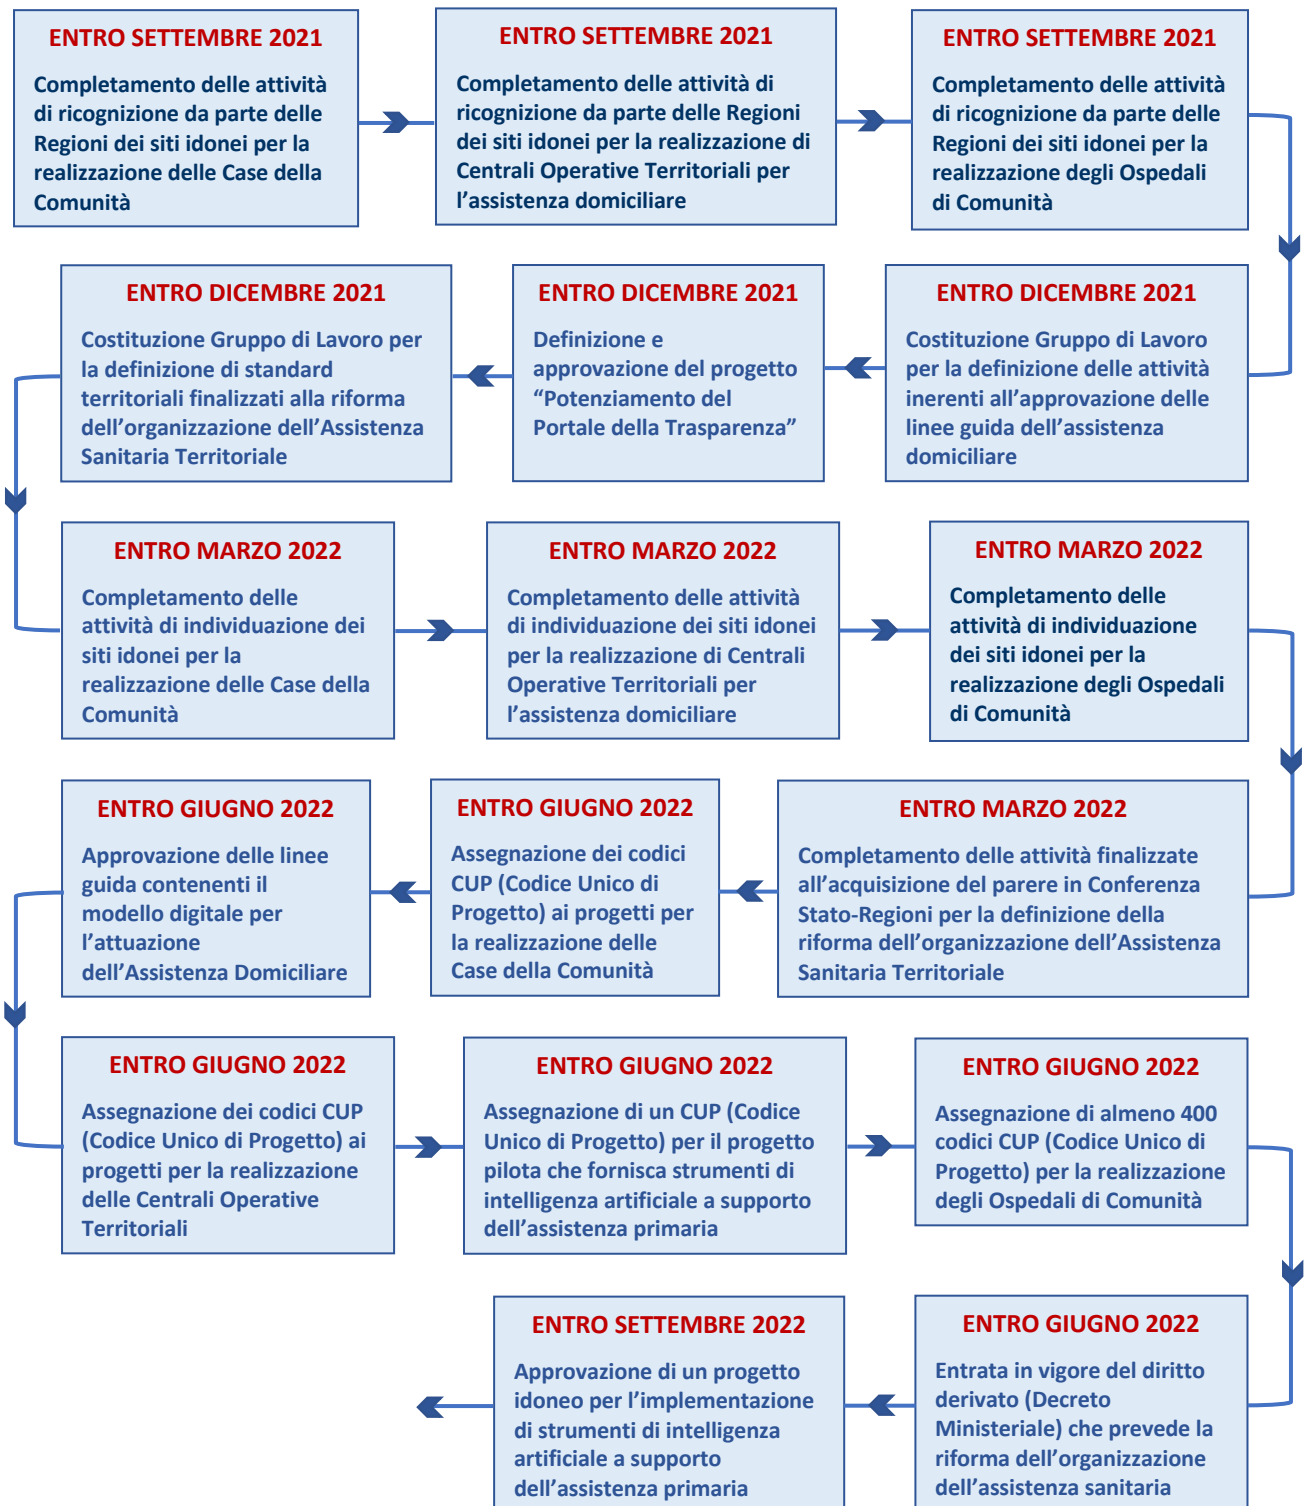 ENTRO SETTEMBRE 2021
Completamento delle attività
di ricognizione da parte delle
Regioni dei siti idonei per la
realizzazione delle Case della
Comunità
ENTRO SETTEMBRE 2021
Completamento delle attività di
ricognizione da parte delle Regioni
dei siti idonei per la realizzazione di
Centrali Operative Territoriali per
l’assistenza domiciliare
ENTRO SETTEMBRE 2021
Completamento delle attività
di ricognizione da parte delle
Regioni dei siti idonei per la
realizzazione degli Ospedali
di Comunità
ENTRO DICEMBRE 2021
Costituzione Gruppo di Lavoro
per la definizione delle attività
inerenti all’approvazione delle
linee guida dell’assistenza
domiciliare
ENTRO DICEMBRE 2021
Definizione e
approvazione del progetto
“Potenziamento del
Portale della Trasparenza”
ENTRO DICEMBRE 2021
Costituzione Gruppo di Lavoro per
la definizione di standard
territoriali finalizzati alla riforma
dell’organizzazione dell’Assistenza
Sanitaria Territoriale
ENTRO MARZO 2022
Completamento delle
attività di individuazione dei
siti idonei per la
realizzazione delle Case della
Comunità
ENTRO MARZO 2022
Completamento delle attività
di individuazione dei siti idonei
per la realizzazione di Centrali
Operative Territoriali per
l’assistenza domiciliare
ENTRO MARZO 2022
Completamento delle
attività di individuazione
dei siti idonei per la
realizzazione degli Ospedali
di Comunità
ENTRO MARZO 2022
Completamento delle attività finalizzate
all’acquisizione del parere in Conferenza
Stato-Regioni per la definizione della
riforma dell’organizzazione dell’Assistenza
Sanitaria Territoriale
ENTRO GIUGNO 2022
Assegnazione dei codici
CUP (Codice Unico di
Progetto) ai progetti per
la realizzazione delle
Case della Comunità
ENTRO GIUGNO 2022
Approvazione delle linee
guida contenenti il
modello digitale per
l’attuazione
dell’Assistenza Domiciliare
ENTRO GIUGNO 2022
Assegnazione dei codici CUP
(Codice Unico di Progetto) ai
progetti per la realizzazione
delle Centrali Operative
Territoriali
ENTRO GIUGNO 2022
Assegnazione di un CUP (Codice
Unico di Progetto) per il progetto
pilota che fornisca strumenti di
intelligenza artificiale a supporto
dell’assistenza primaria
ENTRO GIUGNO 2022
Assegnazione di almeno 400
codici CUP (Codice Unico di
Progetto) per la realizzazione
degli Ospedali di Comunità
ENTRO GIUGNO 2022
Entrata in vigore del diritto
derivato (Decreto
Ministeriale) che prevede la
riforma dell’organizzazione
dell’assistenza sanitaria
ENTRO SETTEMBRE 2022
Approvazione di un progetto
idoneo per l’implementazione
di strumenti di intelligenza
artificiale a supporto
dell’assistenza primaria